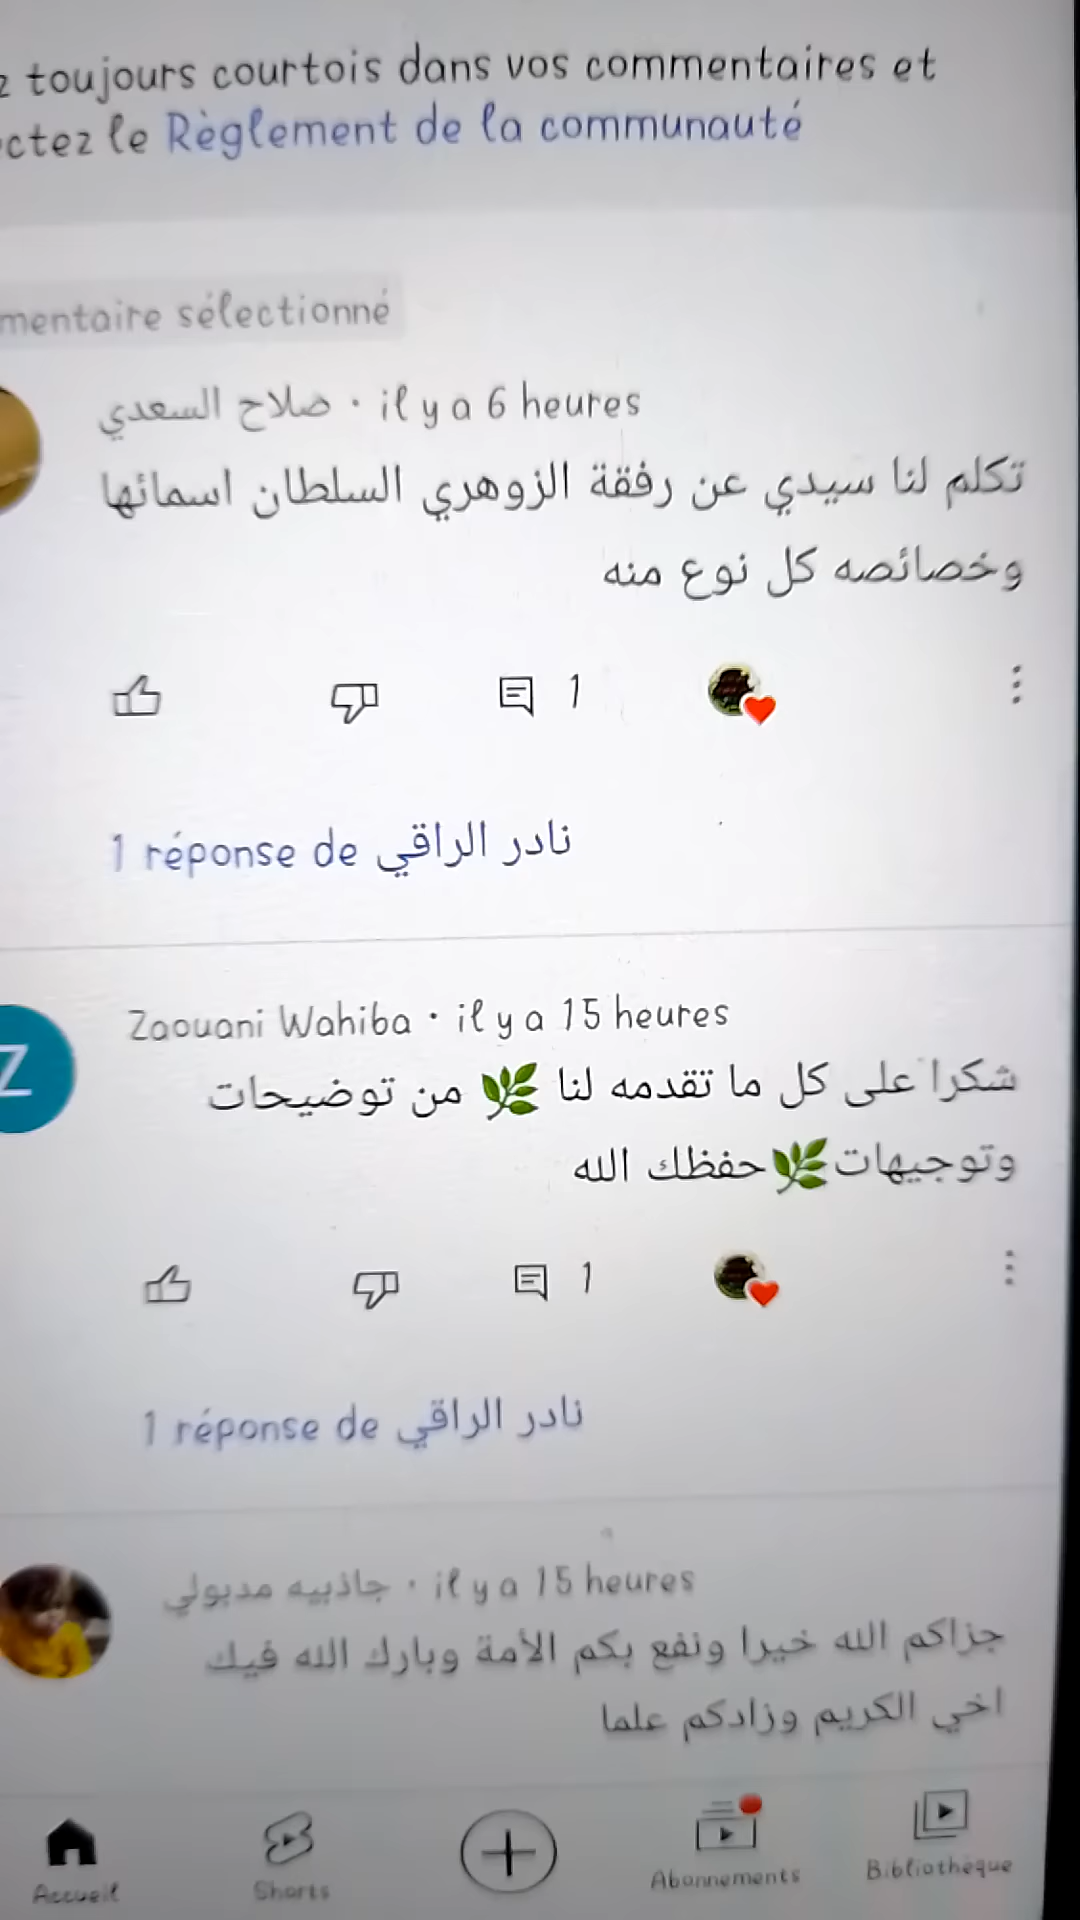 toujours courtois dans vos commentaires et
ctez le Règlement de la communauté
mentaire sélectionné
صلاح السعدي · il y a 6 heures
تكلم لنا سيدي عن رفقة الزوهري السلطان اسمائها
وخصائصه كل نوع منه
1
1 réponse de نادر الراقي
Z
Zaouani Wahiba · il y a 15 heures
شكرا على كل ما تقدمه لنا 🌿 من توضيحات
وتوجيهات🌿حفظك الله
1
1 réponse de نادر الراقي
جاذبيه مدبولي · il y a 15 heures
جزاكم الله خيرا ونفع بكم الأمة وبارك الله فيك
اخي الكريم وزادكم علما
Accueil
Shorts
Abonnements
Bibliothèque